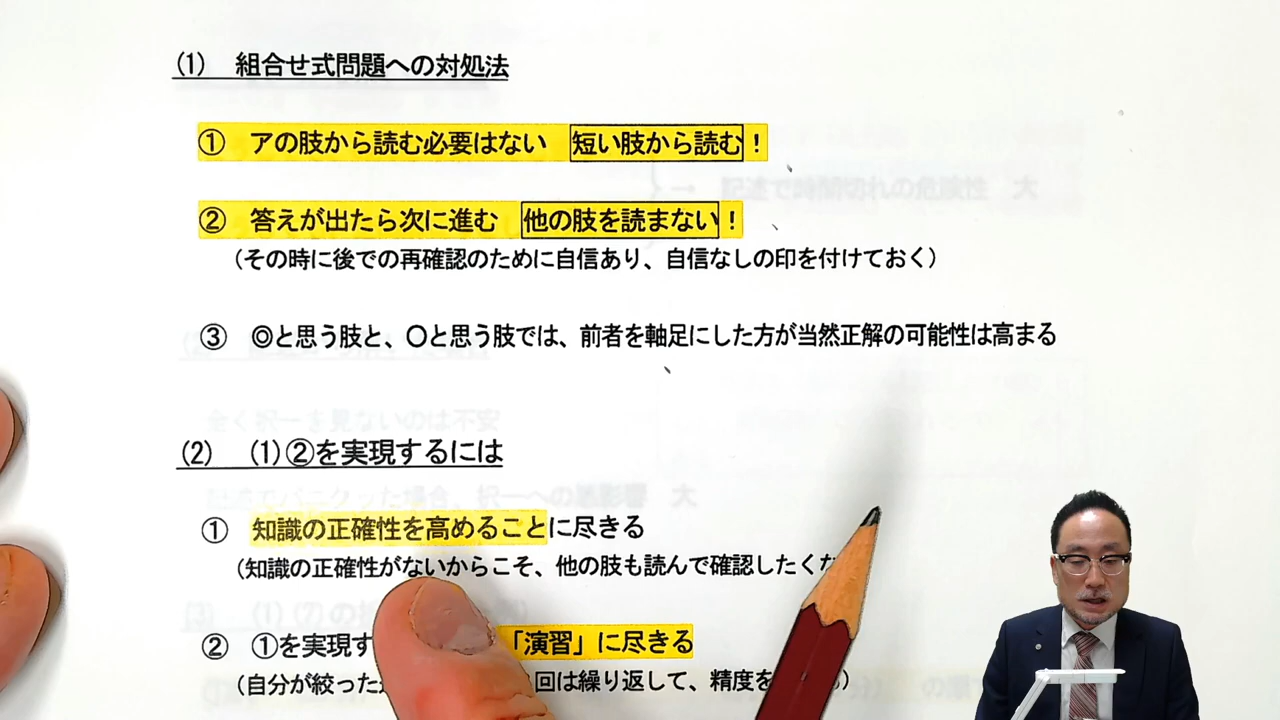 (1) 組合せ式問題への対処法
① アの肢から読む必要はない 短い肢から読む！
② 答えが出たら次に進む 他の肢を読まない！
(その時に後での再確認のために自信あり、自信なしの印を付けておく)
③ ◎と思う肢と、〇と思う肢では、前者を軸足にした方が当然正解の可能性は高まる
(2) (1)②を実現するには
① 知識の正確性を高めることに尽きる
(知識の正確性がないからこそ、他の肢も読んで確認したくな
② ①を実現す 「演習」に尽きる
(自分が絞った 回は繰り返して、精度を )